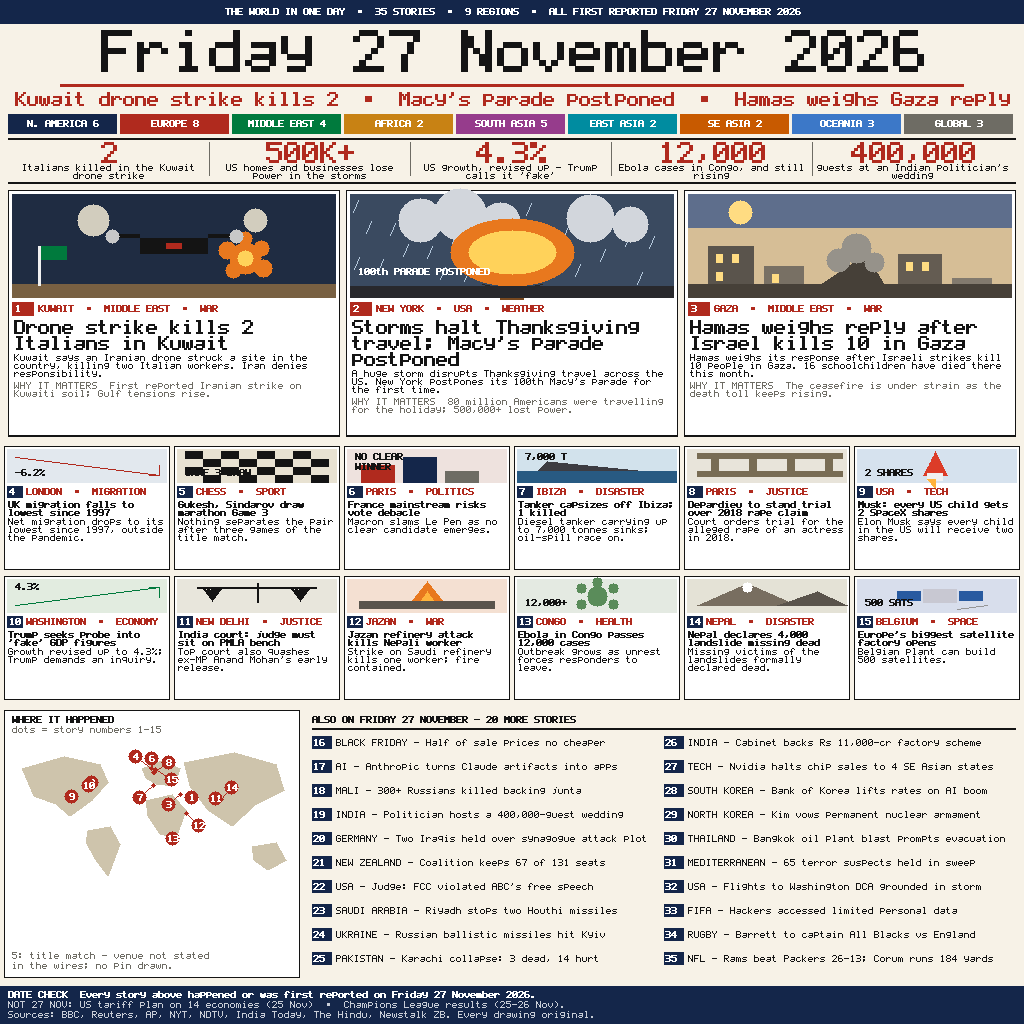 THE WORLD IN ONE DAY • 35 STORIES • 9 REGIONS • ALL FIRST REPORTED FRIDAY 27 NOVEMBER 2026
Friday 27 November 2026
Kuwait drone strike kills 2 • Macy's Parade Postponed • Hamas weighs Gaza reply
N. AMERICA 6
EUROPE 8
MIDDLE EAST 4
AFRICA 2
SOUTH ASIA 5
EAST ASIA 2
SE ASIA 2
OCEANIA 3
GLOBAL 3
2
Italians killed in the Kuwait
drone strike
500K+
US homes and businesses lose
power in the storms
4.3%
US growth, revised up - Trump
calls it 'fake'
12,000
Ebola cases in Congo, and still
rising
400,000
guests at an Indian Politician's
wedding
1 KUWAIT • MIDDLE EAST • WAR
Drone strike kills 2
Italians in Kuwait
Kuwait says an Iranian drone struck a site in the
country, killing two Italian workers. Iran denies
responsibility.
WHY IT MATTERS First reported Iranian strike on
Kuwaiti soil; Gulf tensions rise.
100th PARADE POSTPONED
2 NEW YORK • USA • WEATHER
Storms halt Thanksgiving
travel; Macy's Parade
Postponed
A huge storm disrupts Thanksgiving travel across the
US. New York postpones its 100th Macy's Parade for
the first time.
WHY IT MATTERS 80 million Americans were travelling
for the holiday; 500,000+ lost power.
3 GAZA • MIDDLE EAST • WAR
Hamas weighs reply after
Israel kills 10 in Gaza
Hamas weighs its response after Israeli strikes kill
10 people in Gaza. 16 schoolchildren have died there
this month.
WHY IT MATTERS The ceasefire is under strain as the
death toll keeps rising.
-6.2%
4 LONDON • MIGRATION
UK migration falls to
lowest since 1997
Net migration drops to its
lowest since 1997, outside
the Pandemic.
5 CHESS • SPORT
Gukesh, Sindarov draw
marathon Game 3
Nothing separates the pair
after three games of the
title match.
NO CLEAR
WINNER
6 PARIS • POLITICS
France mainstream risks
vote debacle
Macron slams Le Pen as no
clear candidate emerges.
7,000 T
7 IBIZA • DISASTER
Tanker capsizes off Ibiza;
1 killed
Diesel tanker carrying up
to 7,000 tonnes sinks;
oil-spill race on.
8 PARIS • JUSTICE
Depardieu to stand trial
over 2018 rape claim
Court orders trial for the
alleged rape of an actress
in 2018.
2 SHARES
9 USA • TECH
Musk: every US child gets
2 SpaceX shares
Elon Musk says every child
in the US will receive two
shares.
4.3%
10 WASHINGTON • ECONOMY
Trump seeks probe into
'fake' GDP figures
Growth revised up to 4.3%;
Trump demands an inquiry.
11 NEW DELHI • JUSTICE
India court: judge must
sit on PMLA bench
Top court also quashes
ex-MP Anand Mohan's early
release.
12 JAZAN • WAR
Jazan refinery attack
kills Nepali worker
Strike on Saudi refinery
kills one worker; fire
contained.
12,000+
13 CONGO • HEALTH
Ebola in Congo passes
12,000 cases
Outbreak grows as unrest
forces responders to
leave.
14 NEPAL • DISASTER
Nepal declares 4,000
landslide missing dead
Missing victims of the
landslides formally
declared dead.
500 SATS
15 BELGIUM • SPACE
Europe's biggest satellite
factory opens
Belgian plant can build
500 satellites.
WHERE IT HAPPENED
dots = story numbers 1-15
4 6 8 15 10 9 7 3 1 11 14 12 13
5: title match - venue not stated
in the wires; no pin drawn.
ALSO ON FRIDAY 27 NOVEMBER - 20 MORE STORIES
16 BLACK FRIDAY - Half of sale prices no cheaper
17 AI - Anthropic turns Claude artifacts into apps
18 MALI - 300+ Russians killed backing junta
19 INDIA - Politician hosts a 400,000-guest wedding
20 GERMANY - Two Iraqis held over synagogue attack plot
21 NEW ZEALAND - Coalition keeps 67 of 131 seats
22 USA - Judge: FCC violated ABC's free speech
23 SAUDI ARABIA - Riyadh stops two Houthi missiles
24 UKRAINE - Russian ballistic missiles hit Kyiv
25 PAKISTAN - Karachi collapse: 3 dead, 14 hurt
26 INDIA - Cabinet backs Rs 11,000-cr factory scheme
27 TECH - Nvidia halts chip sales to 4 SE Asian states
28 SOUTH KOREA - Bank of Korea lifts rates on AI boom
29 NORTH KOREA - Kim vows permanent nuclear armament
30 THAILAND - Bangkok oil plant blast prompts evacuation
31 MEDITERRANEAN - 65 terror suspects held in sweep
32 USA - Flights to Washington DCA grounded in storm
33 FIFA - Hackers accessed limited personal data
34 RUGBY - Barrett to captain All Blacks vs England
35 NFL - Rams beat Packers 26-13; Corum runs 184 yards
DATE CHECK Every story above happened or was first reported on Friday 27 November 2026.
NOT 27 NOV: US tariff plan on 14 economies (25 Nov) • Champions League results (25-26 Nov).
Sources: BBC, Reuters, AP, NYT, NDTV, India Today, The Hindu, Newstalk ZB. Every drawing original.